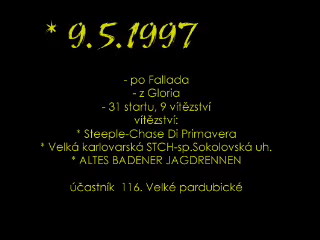 * 9.5.1997
- po Fallada
- z Gloria
- 31 startu, 9 vítězství
vítězství:
* Steeple-Chase Di Primavera
* Velká karlovarská STCH-sp.Sokolovská uh.
* ALTES BADENER JAGDRENNEN
účastník 116. Velké pardubické